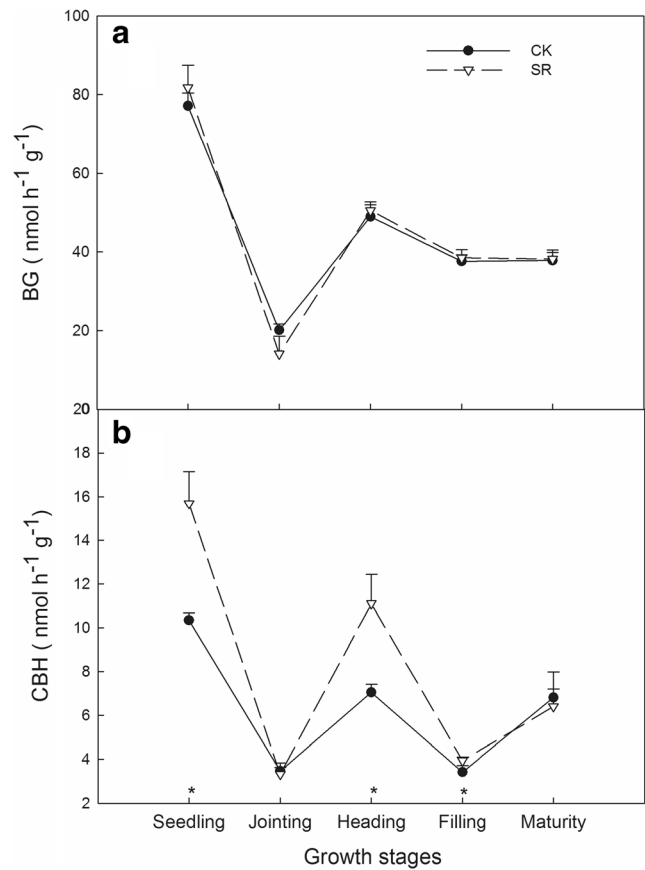 a
CK
SR
100
80
60
40
20
20
0
BG ( nmol h⁻¹ g⁻¹)
b
18
16
14
12
10
8
6
4
2
CBH ( nmol h⁻¹ g⁻¹)
* * *
Seedling Jointing Heading Filling Maturity
Growth stages